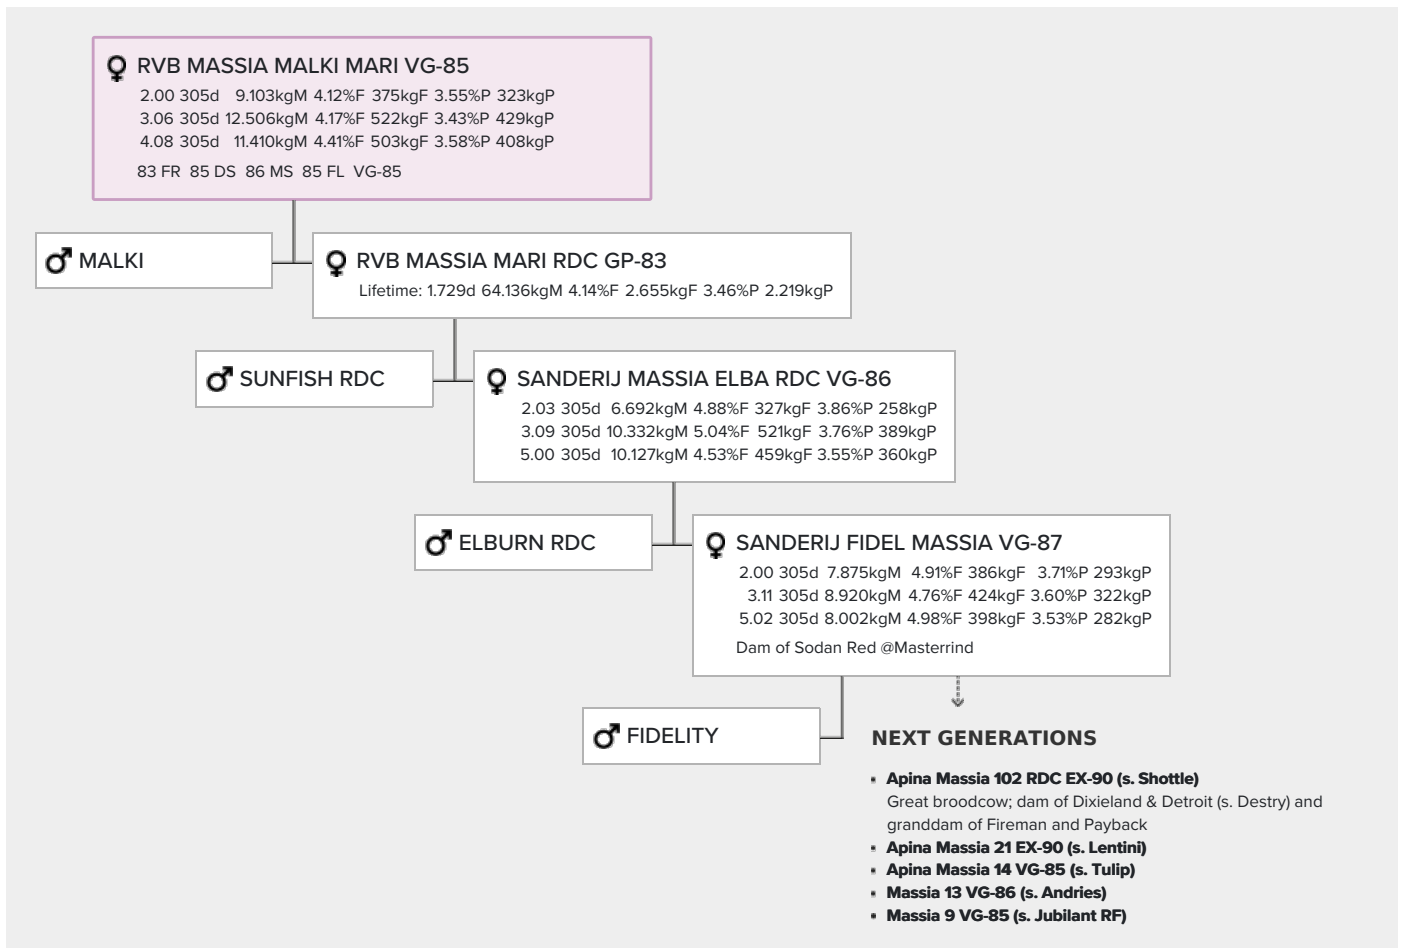 RVB MASSIA MALKI MARI VG-85
2.00 305d 9.103kgM 4.12%F 375kgF 3.55%P 323kgP
3.06 305d 12.506kgM 4.17%F 522kgF 3.43%P 429kgP
4.08 305d 11.410kgM 4.41%F 503kgF 3.58%P 408kgP
83 FR 85 DS 86 MS 85 FL VG-85
MALKI
RVB MASSIA MARI RDC GP-83
Lifetime: 1.729d 64.136kgM 4.14%F 2.655kgF 3.46%P 2.219kgP
SUNFISH RDC
SANDERIJ MASSIA ELBA RDC VG-86
2.03 305d 6.692kgM 4.88%F 327kgF 3.86%P 258kgP
3.09 305d 10.332kgM 5.04%F 521kgF 3.76%P 389kgP
5.00 305d 10.127kgM 4.53%F 459kgF 3.55%P 360kgP
ELBURN RDC
SANDERIJ FIDEL MASSIA VG-87
2.00 305d 7.875kgM 4.91%F 386kgF 3.71%P 293kgP
3.11 305d 8.920kgM 4.76%F 424kgF 3.60%P 322kgP
5.02 305d 8.002kgM 4.98%F 398kgF 3.53%P 282kgP
Dam of Sodan Red @Masterrind
FIDELITY
NEXT GENERATIONS
Apina Massia 102 RDC EX-90 (s. Shottle)
Great broodcow; dam of Dixieland & Detroit (s. Destry) and
granddam of Fireman and Payback
Apina Massia 21 EX-90 (s. Lentini)
Apina Massia 14 VG-85 (s. Tulip)
Massia 13 VG-86 (s. Andries)
Massia 9 VG-85 (s. Jubilant RF)